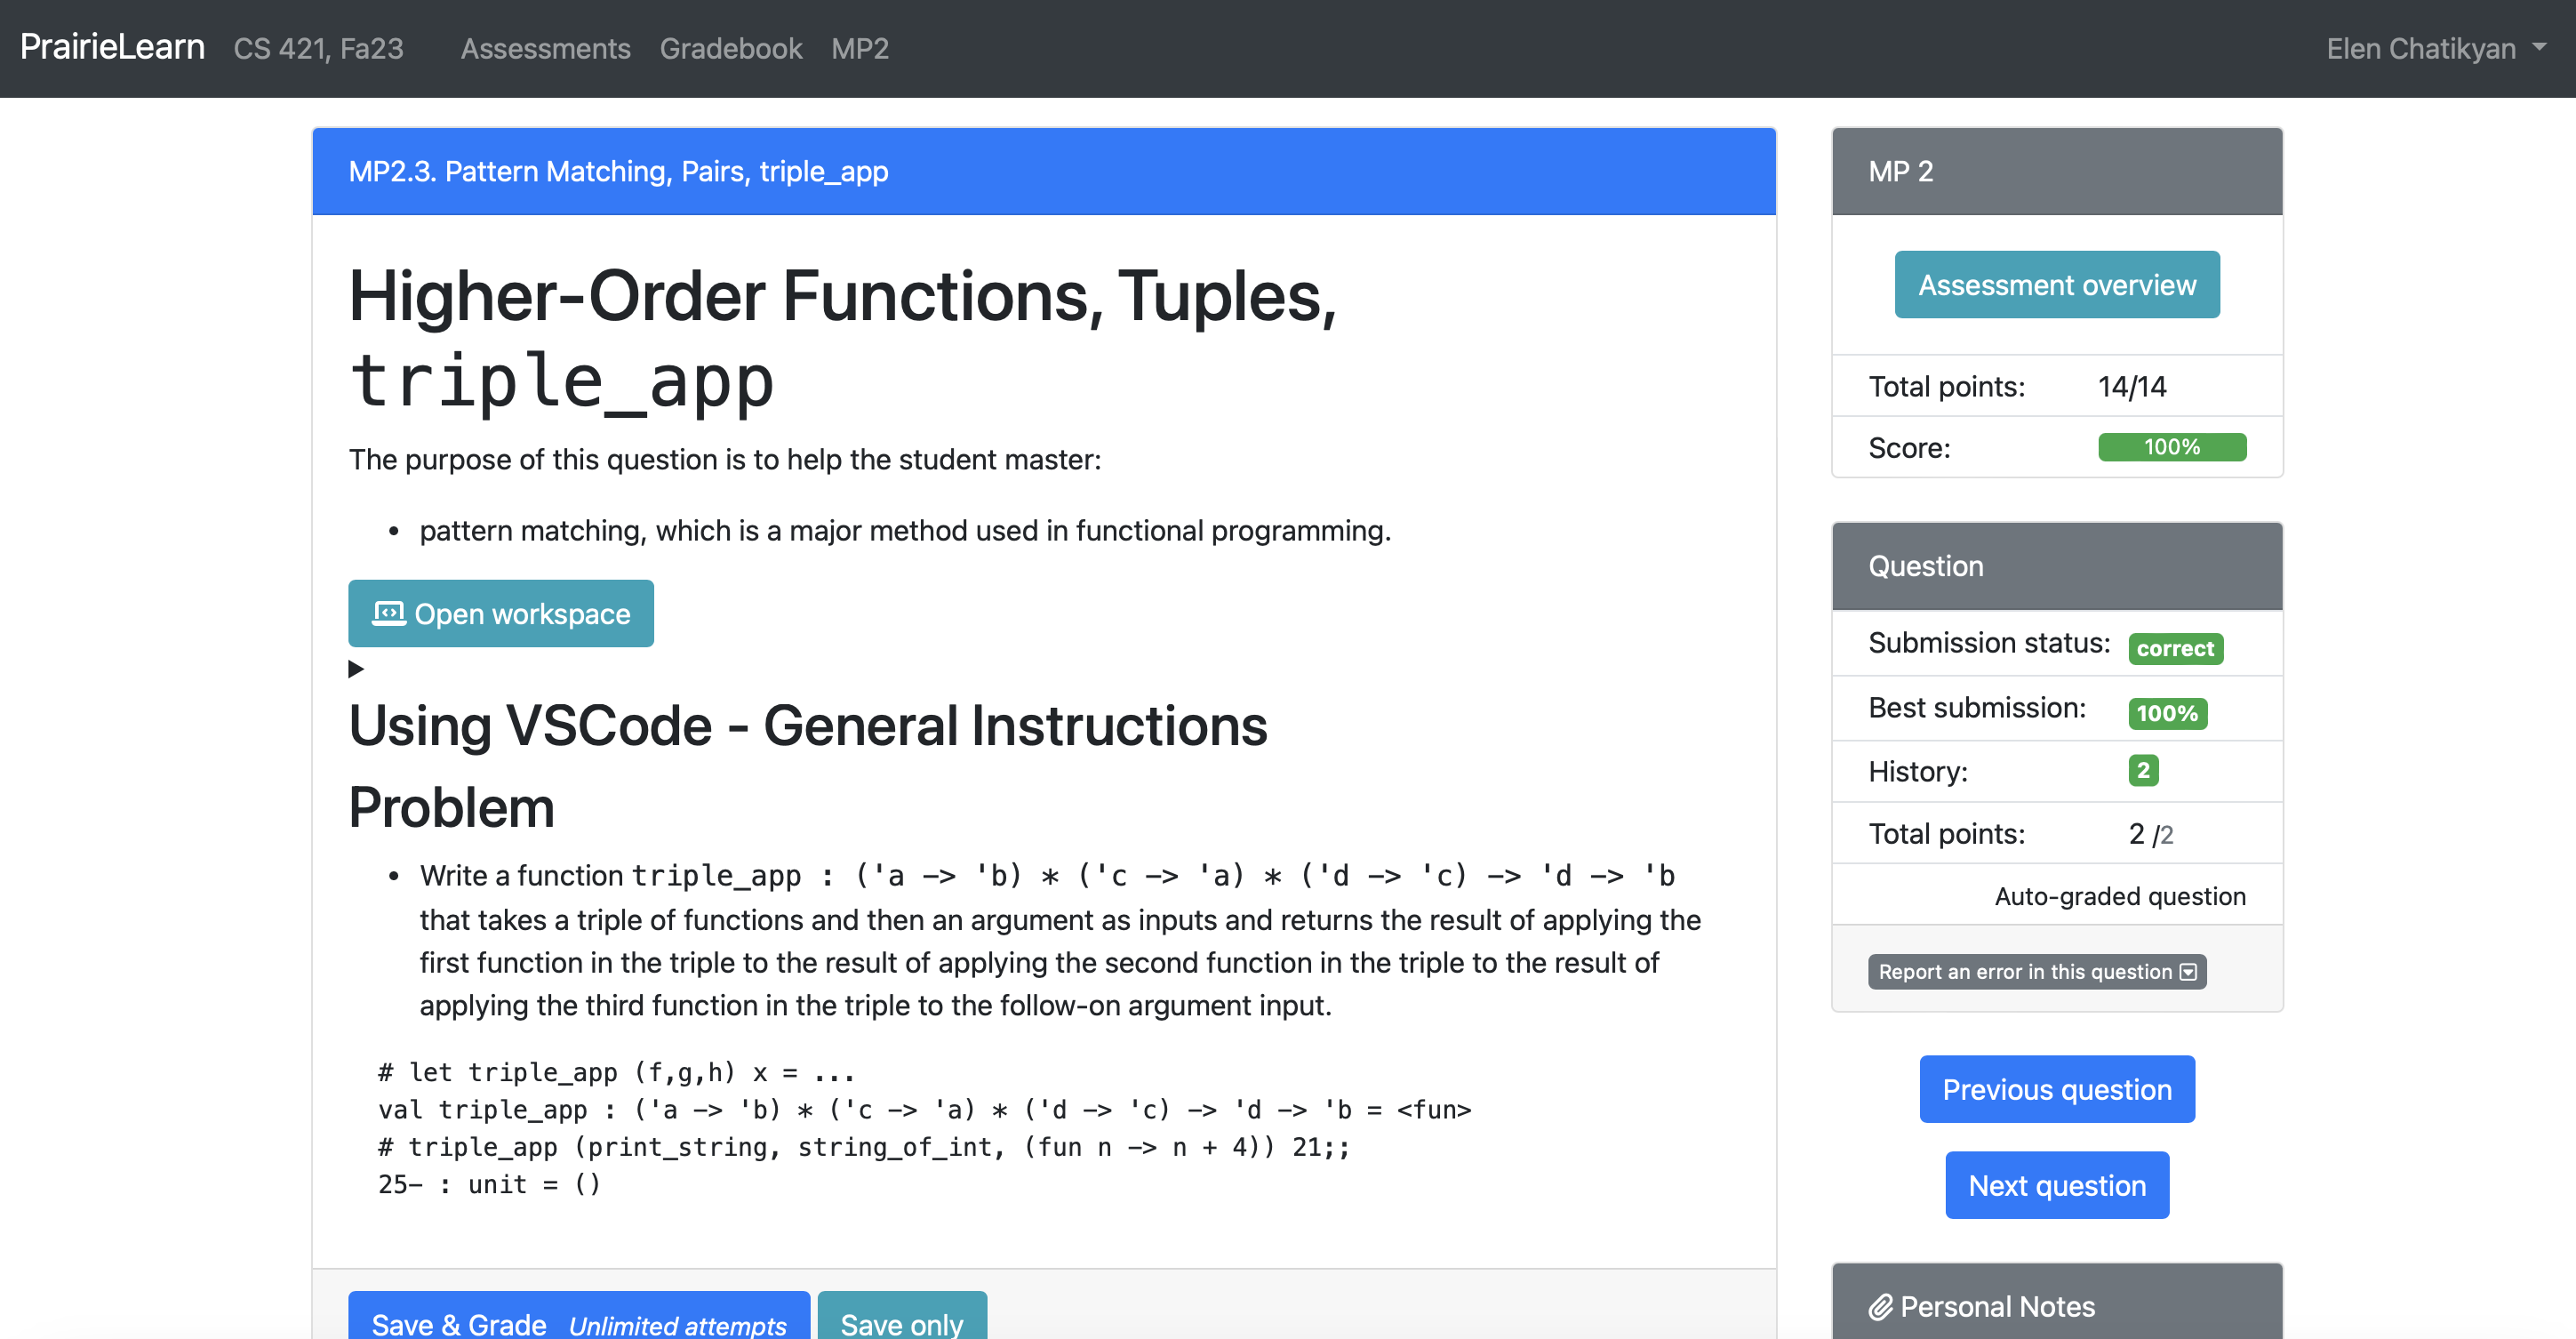 PrairieLearn CS 421, Fa23 Assessments Gradebook MP2 Elen Chatikyan
MP2.3. Pattern Matching, Pairs, triple_app
Higher-Order Functions, Tuples,
triple_app
The purpose of this question is to help the student master:
• pattern matching, which is a major method used in functional programming.
Open workspace
Using VSCode - General Instructions
Problem
• Write a function triple_app : ('a -> 'b) * ('c -> 'a) * ('d -> 'c) -> 'd -> 'b
that takes a triple of functions and then an argument as inputs and returns the result of applying the
first function in the triple to the result of applying the second function in the triple to the result of
applying the third function in the triple to the follow-on argument input.
# let triple_app (f,g,h) x = ...
val triple_app : ('a -> 'b) * ('c -> 'a) * ('d -> 'c) -> 'd -> 'b = <fun>
# triple_app (print_string, string_of_int, (fun n -> n + 4)) 21;;
25- : unit = ()
Save & Grade Unlimited attempts Save only
MP 2
Assessment overview
Total points: 14/14
Score: 100%
Question
Submission status: correct
Best submission: 100%
History: 2
Total points: 2 /2
Auto-graded question
Report an error in this question
Previous question
Next question
Personal Notes